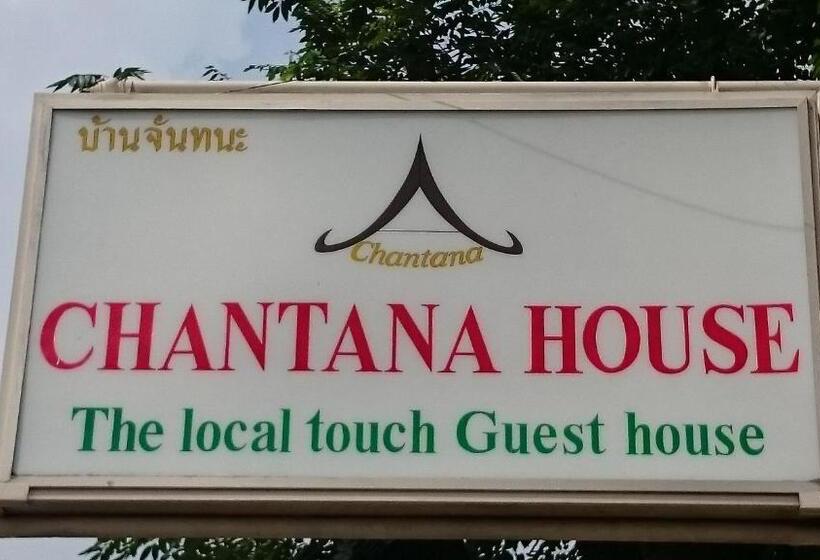 บ้านจันทนะ
Chantana
CHANTANA HOUSE
The local touch Guest house